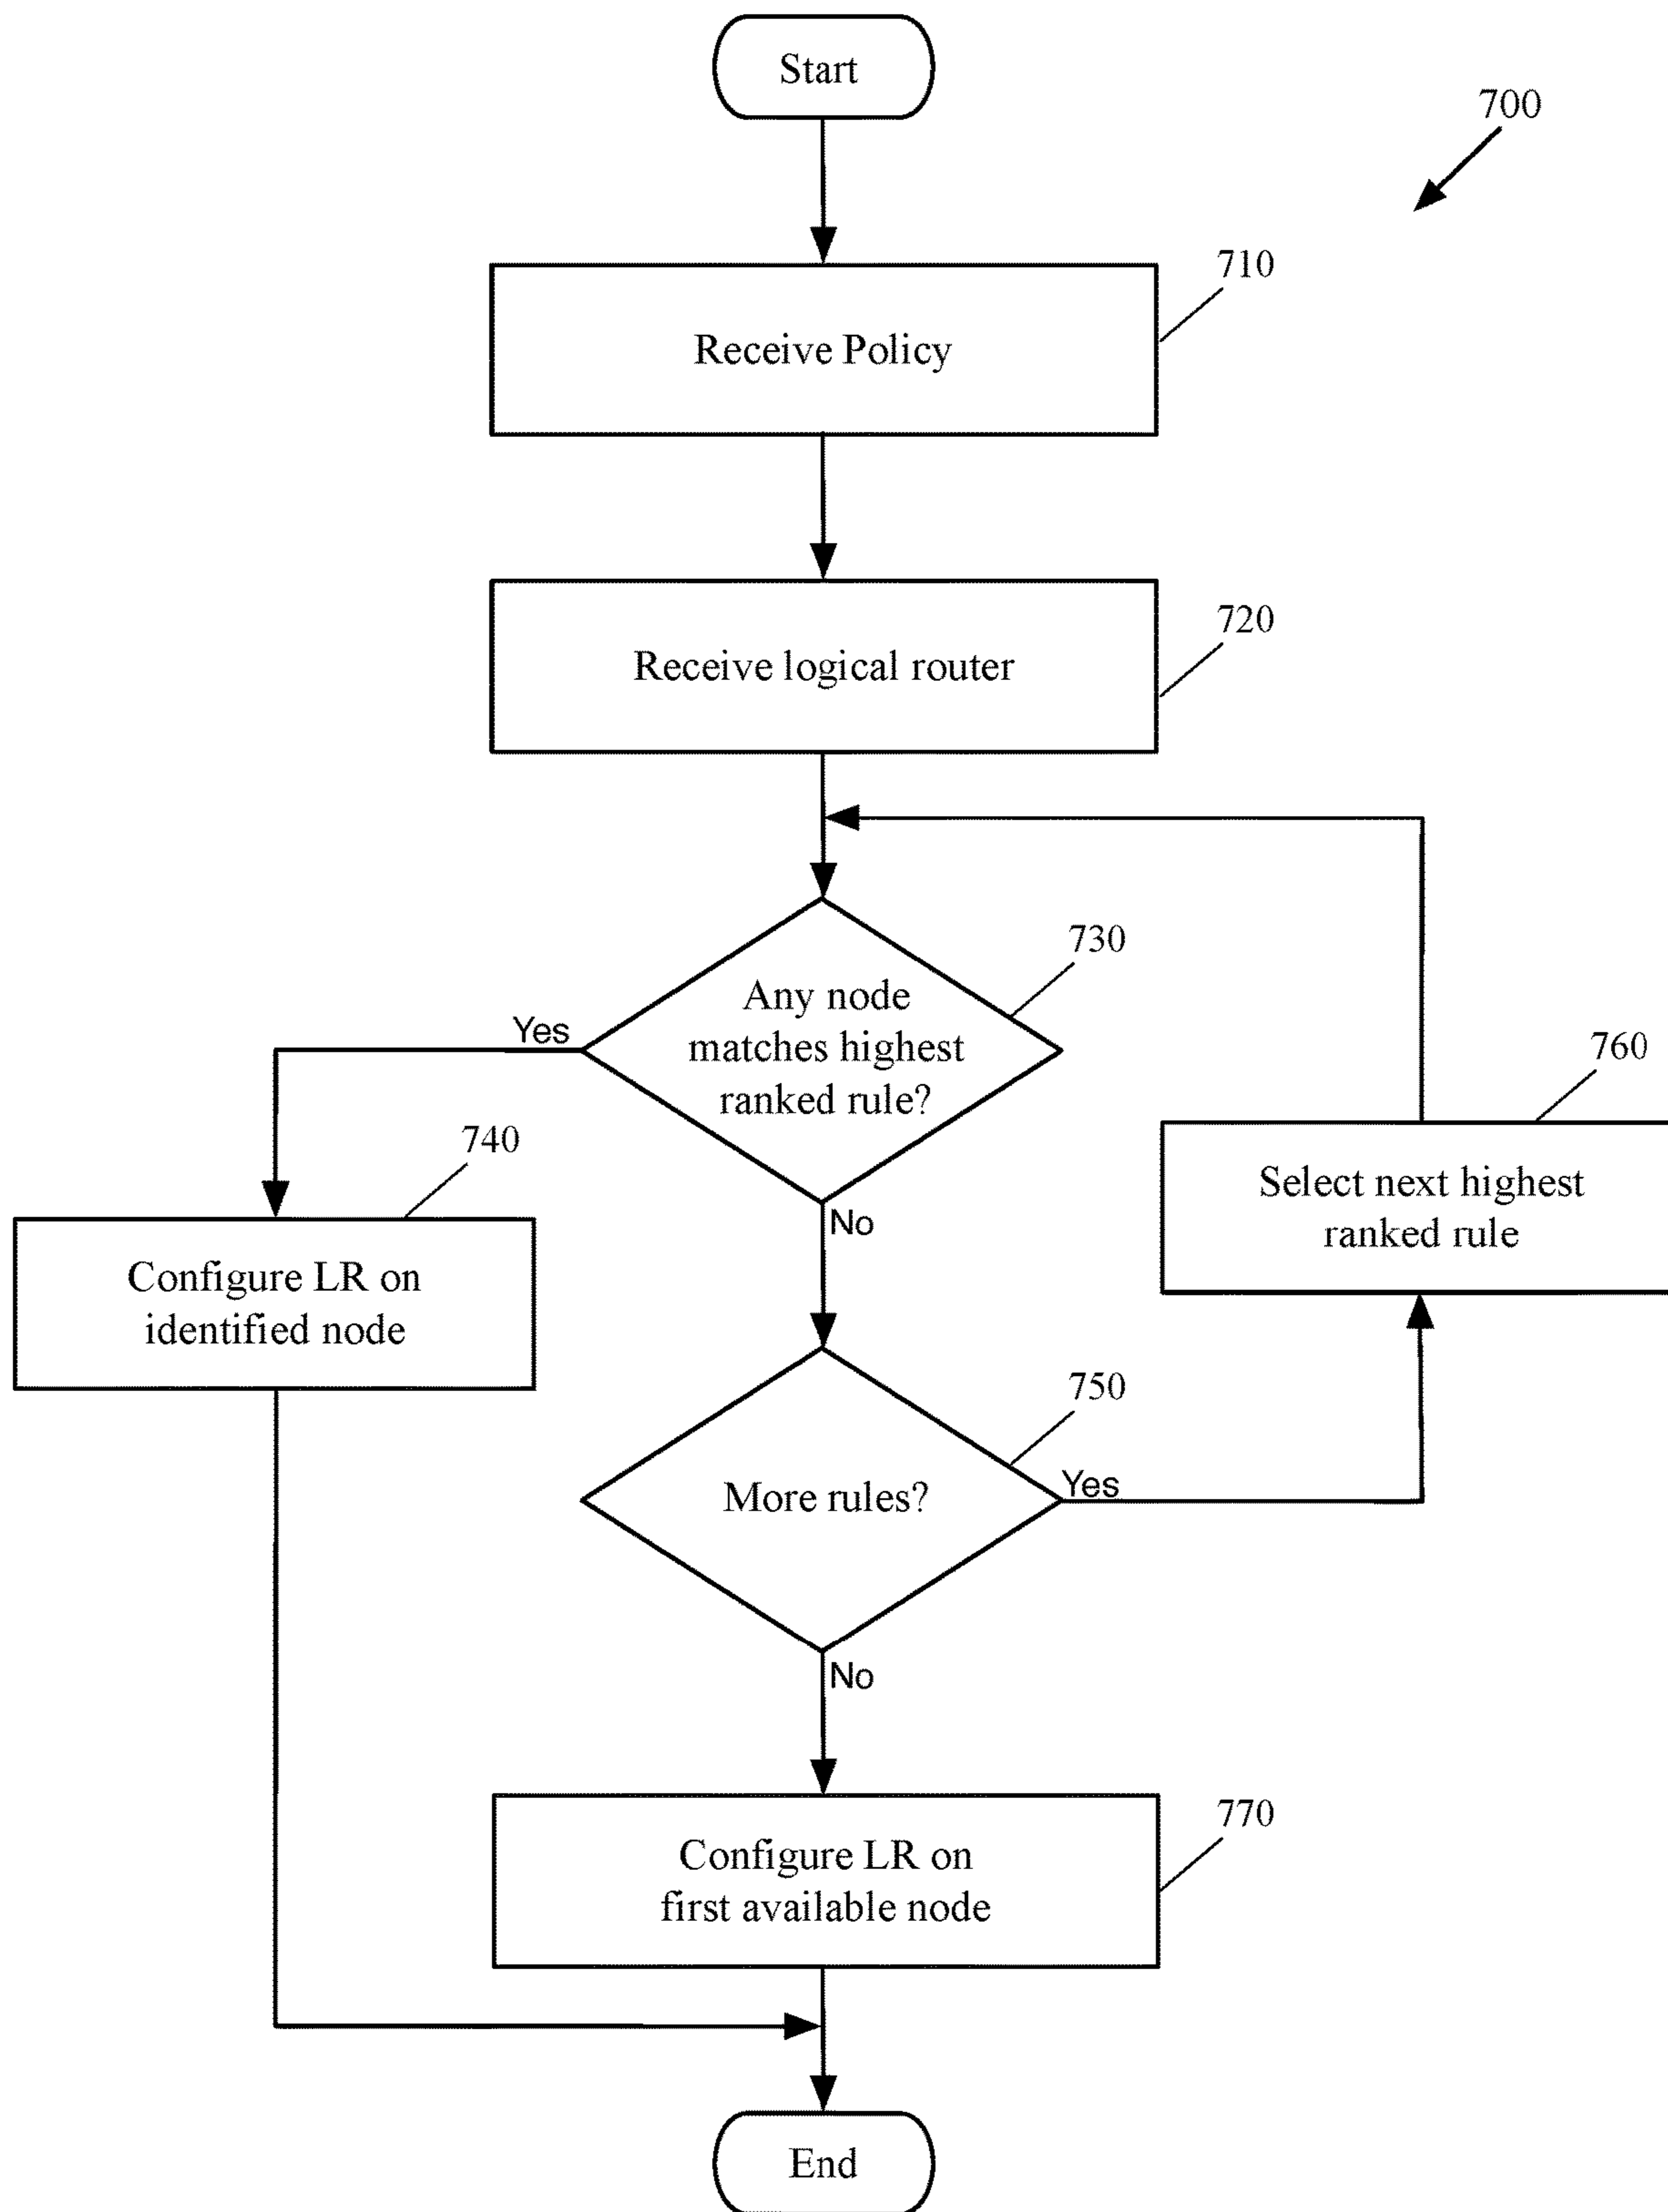 Start
700
710
Receive Policy
720
Receive logical router
730
Any node
matches highest
ranked rule?
Yes
No
740
Configure LR on
identified node
760
Select next highest
ranked rule
750
More rules?
Yes
No
770
Configure LR on
first available node
End